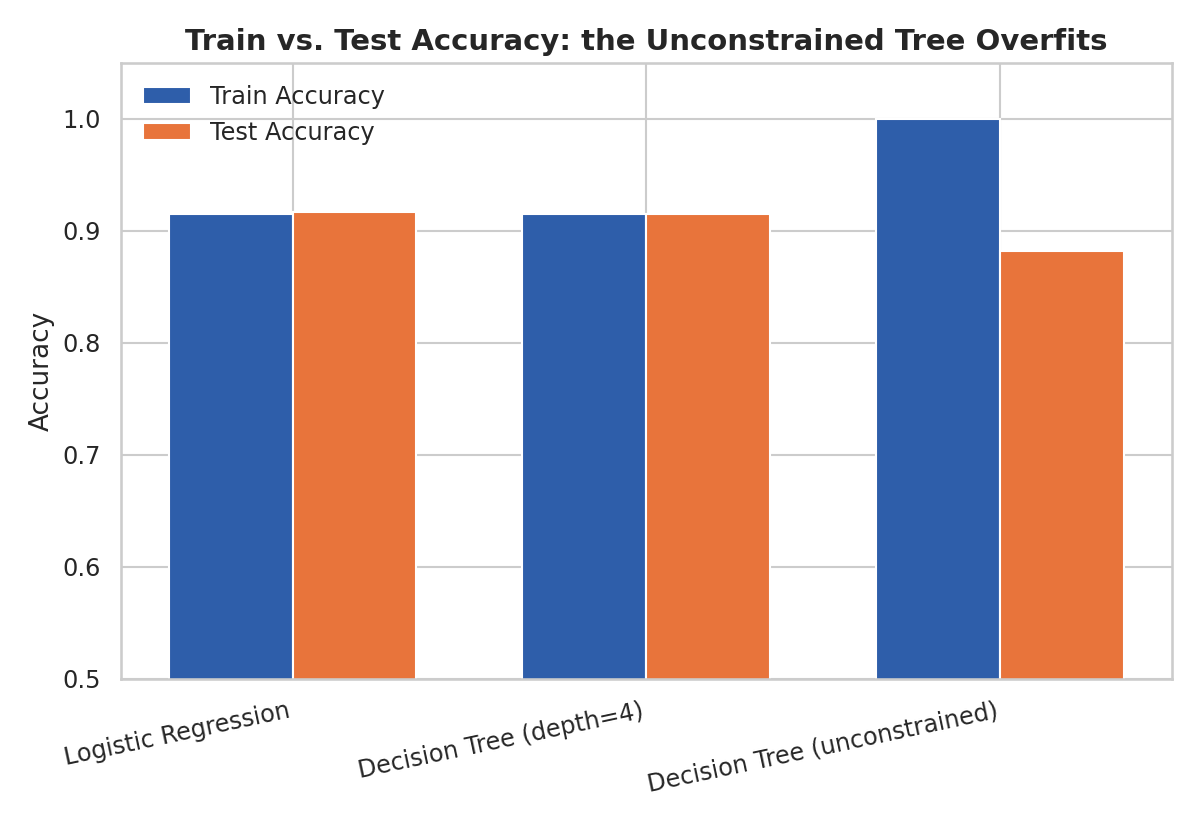 Train vs. Test Accuracy: the Unconstrained Tree Overfits
Train Accuracy
Test Accuracy
Accuracy
1.0
0.9
0.8
0.7
0.6
0.5
Logistic Regression
Decision Tree (depth=4)
Decision Tree (unconstrained)